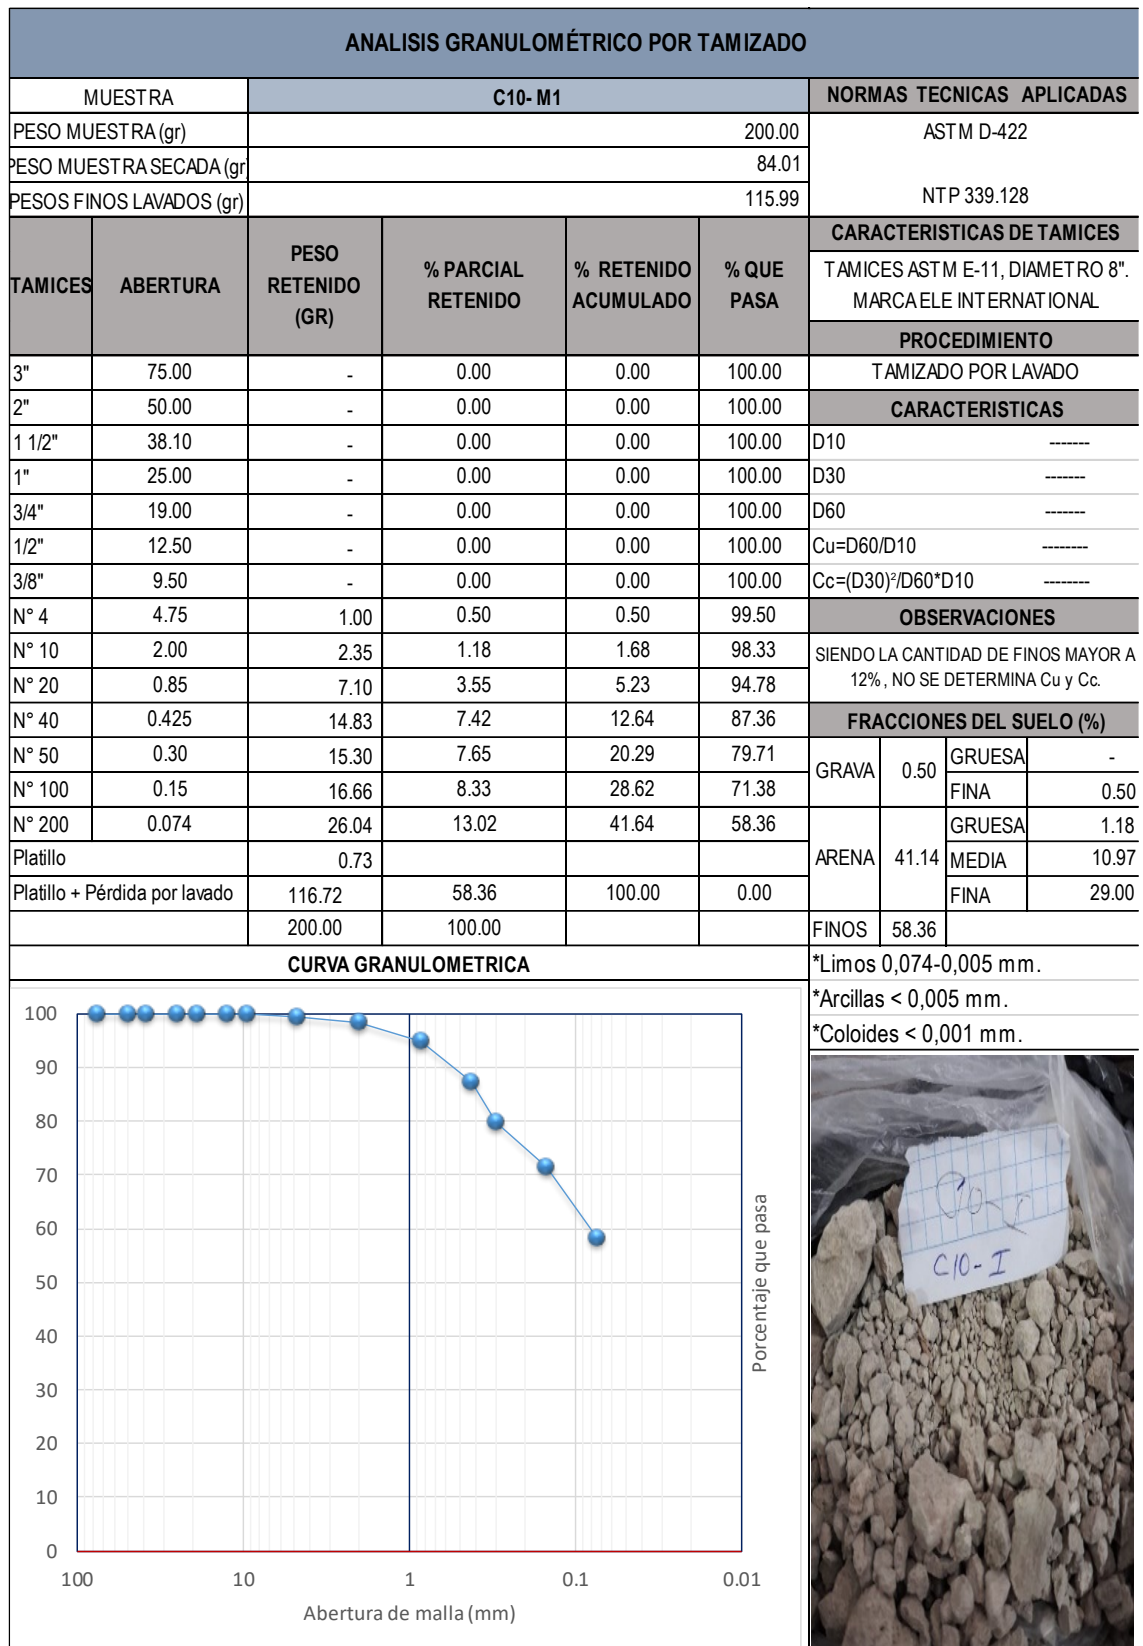 ANALISIS GRANULOMÉTRICO POR TAMIZADO
MUESTRA C10- M1 NORMAS TECNICAS APLICADAS
PESO MUESTRA (gr) 200.00 ASTM D-422
PESO MUESTRA SECADA (gr) 84.01
PESOS FINOS LAVADOS (gr) 115.99 NTP 339.128
TAMICES ABERTURA PESO RETENIDO (GR) % PARCIAL RETENIDO % RETENIDO ACUMULADO % QUE PASA
CARACTERISTICAS DE TAMICES
TAMICES ASTM E-11, DIAMETRO 8".
MARCA ELE INTERNATIONAL
PROCEDIMIENTO
3" 75.00 - 0.00 0.00 100.00 TAMIZADO POR LAVADO
2" 50.00 - 0.00 0.00 100.00 CARACTERISTICAS
1 1/2" 38.10 - 0.00 0.00 100.00 D10 -------
1" 25.00 - 0.00 0.00 100.00 D30 -------
3/4" 19.00 - 0.00 0.00 100.00 D60 -------
1/2" 12.50 - 0.00 0.00 100.00 Cu=D60/D10 --------
3/8" 9.50 - 0.00 0.00 100.00 Cc=(D30)²/D60*D10 --------
N° 4 4.75 1.00 0.50 0.50 99.50 OBSERVACIONES
N° 10 2.00 2.35 1.18 1.68 98.33 SIENDO LA CANTIDAD DE FINOS MAYOR A
N° 20 0.85 7.10 3.55 5.23 94.78 12%, NO SE DETERMINA Cu y Cc.
N° 40 0.425 14.83 7.42 12.64 87.36 FRACCIONES DEL SUELO (%)
N° 50 0.30 15.30 7.65 20.29 79.71 GRAVA 0.50 GRUESA -
N° 100 0.15 16.66 8.33 28.62 71.38 FINA 0.50
N° 200 0.074 26.04 13.02 41.64 58.36 ARENA 41.14 GRUESA 1.18
Platillo 0.73 MEDIA 10.97
Platillo + Pérdida por lavado 116.72 58.36 100.00 0.00 FINA 29.00
200.00 100.00 FINOS 58.36
CURVA GRANULOMETRICA
*Limos 0,074-0,005 mm.
*Arcillas < 0,005 mm.
*Coloides < 0,001 mm.
100
90
80
70
60
50
40
30
20
10
0
100 10 1 0.1 0.01
Abertura de malla (mm)
Porcentaje que pasa
C10-I